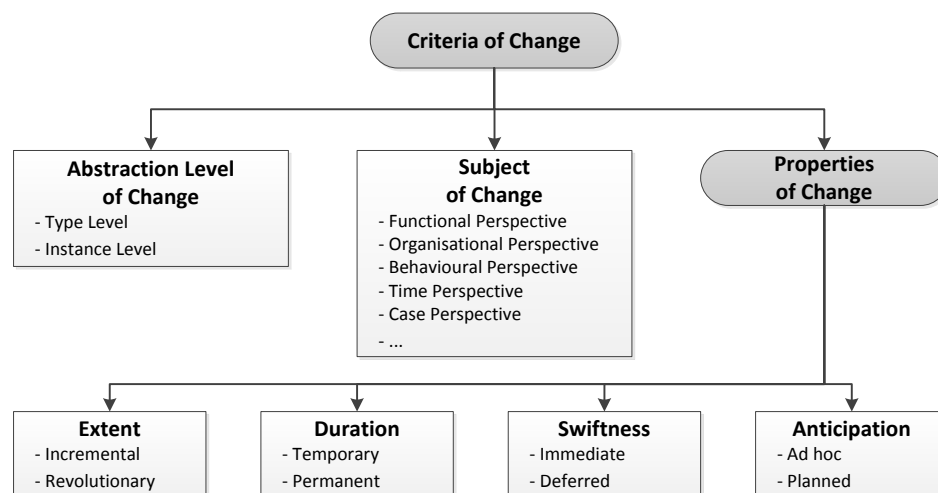 Criteria of Change
Abstraction Level
of Change
- Type Level
- Instance Level
Subject
of Change
- Functional Perspective
- Organisational Perspective
- Behavioural Perspective
- Time Perspective
- Case Perspective
- ...
Properties
of Change
Extent
- Incremental
- Revolutionary
Duration
- Temporary
- Permanent
Swiftness
- Immediate
- Deferred
Anticipation
- Ad hoc
- Planned